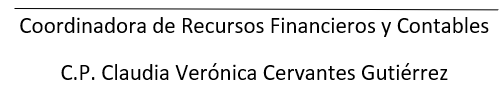 Coordinadora de Recursos Financieros y Contables
C.P. Claudia Verónica Cervantes Gutiérrez